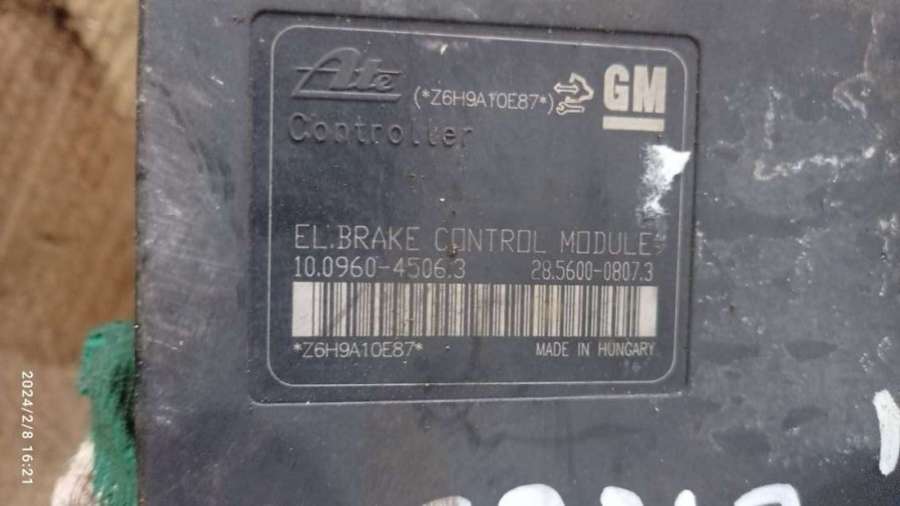 Ate
(*Z6H9A10E87*)
GM
Controller
EL.BRAKE CONTROL MODULE
10.0960-4506.3 28.5600-0807.3
*Z6H9A10E87* MADE IN HUNGARY
2024/2/8 16:21